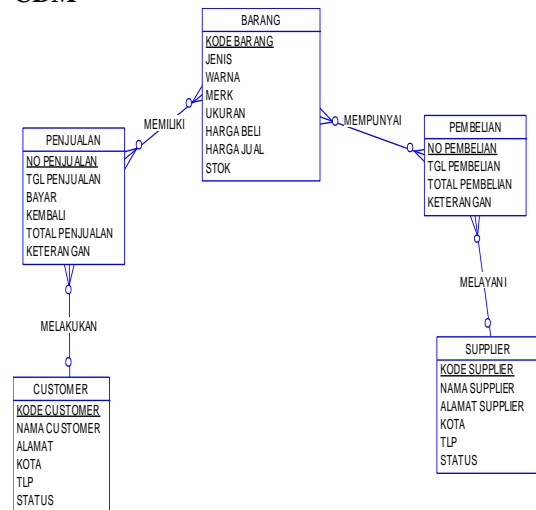 CDM
BARANG
KODE BARANG
JENIS
WARNA
MERK
UKURAN
HARGA BELI
HARGA JUAL
STOK
MEMILIKI
MEMPUNYAI
PENJUALAN
NO PENJUALAN
TGL PENJUALAN
BAYAR
KEMBALI
TOTAL PENJUALAN
KETERANGAN
PEMBELIAN
NO PEMBELIAN
TGL PEMBELIAN
TOTAL PEMBELIAN
KETERANGAN
MELAKUKAN
MELAYANI
CUSTOMER
KODE CUSTOMER
NAMA CUSTOMER
ALAMAT
KOTA
TLP
STATUS
SUPPLIER
KODE SUPPLIER
NAMA SUPPLIER
ALAMAT SUPPLIER
KOTA
TLP
STATUS